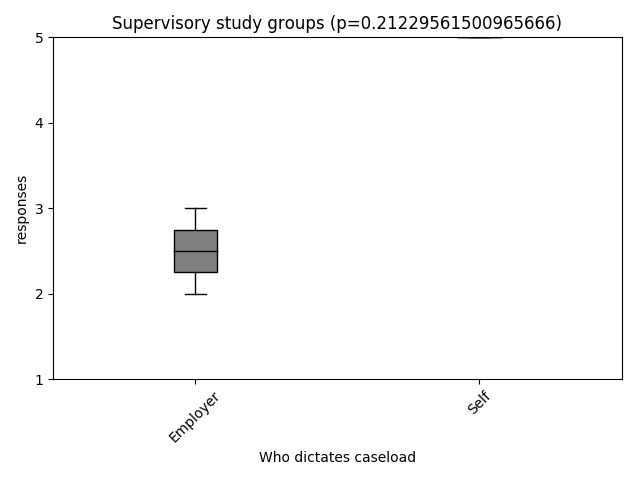 Supervisory study groups (p=0.21229561500965666)
5
4
3
2
1
responses
Employer
Self
Who dictates caseload